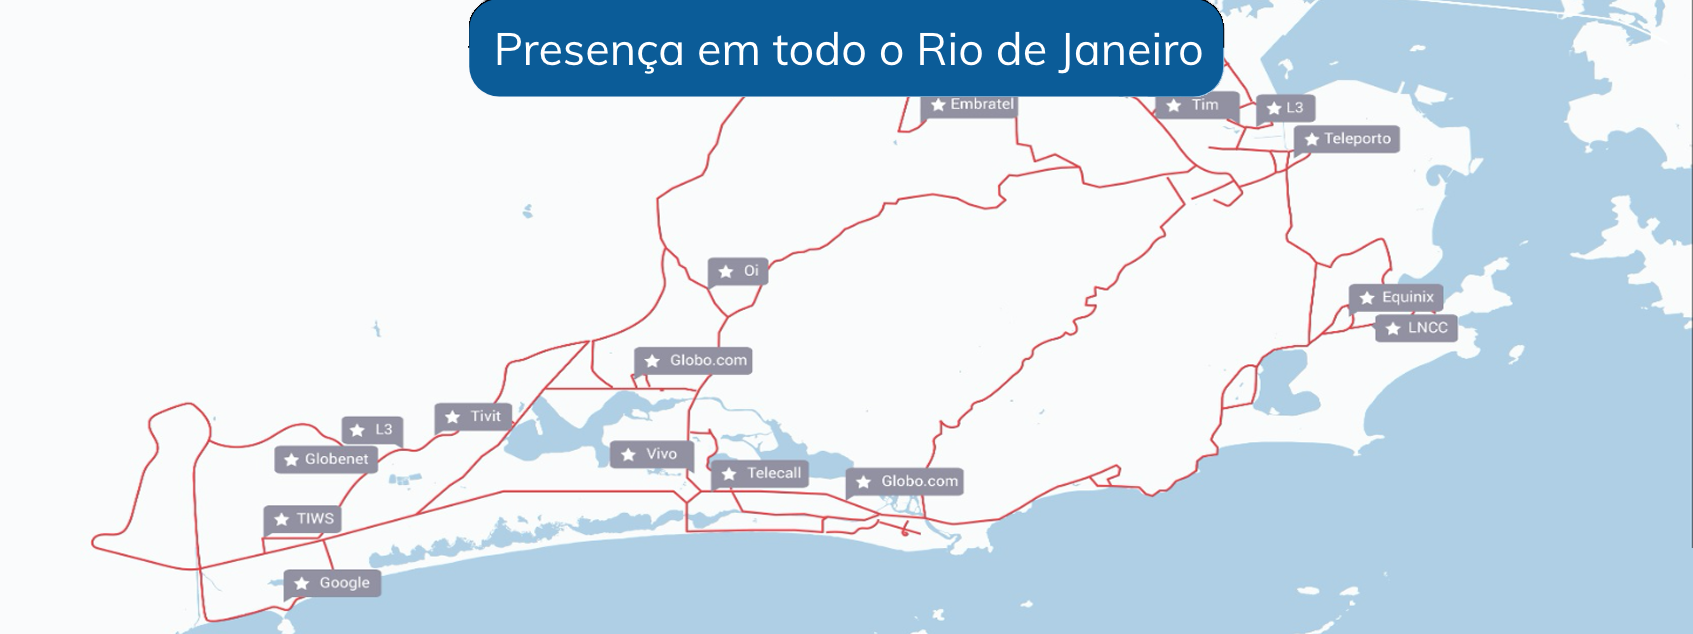 Presença em todo o Rio de Janeiro
Embratel
Tim
L3
Teleporto
Oi
Equinix
LNCC
Globo.com
Tivit
L3
Globenet
Vivo
Telecall
Globo.com
TIWS
Google